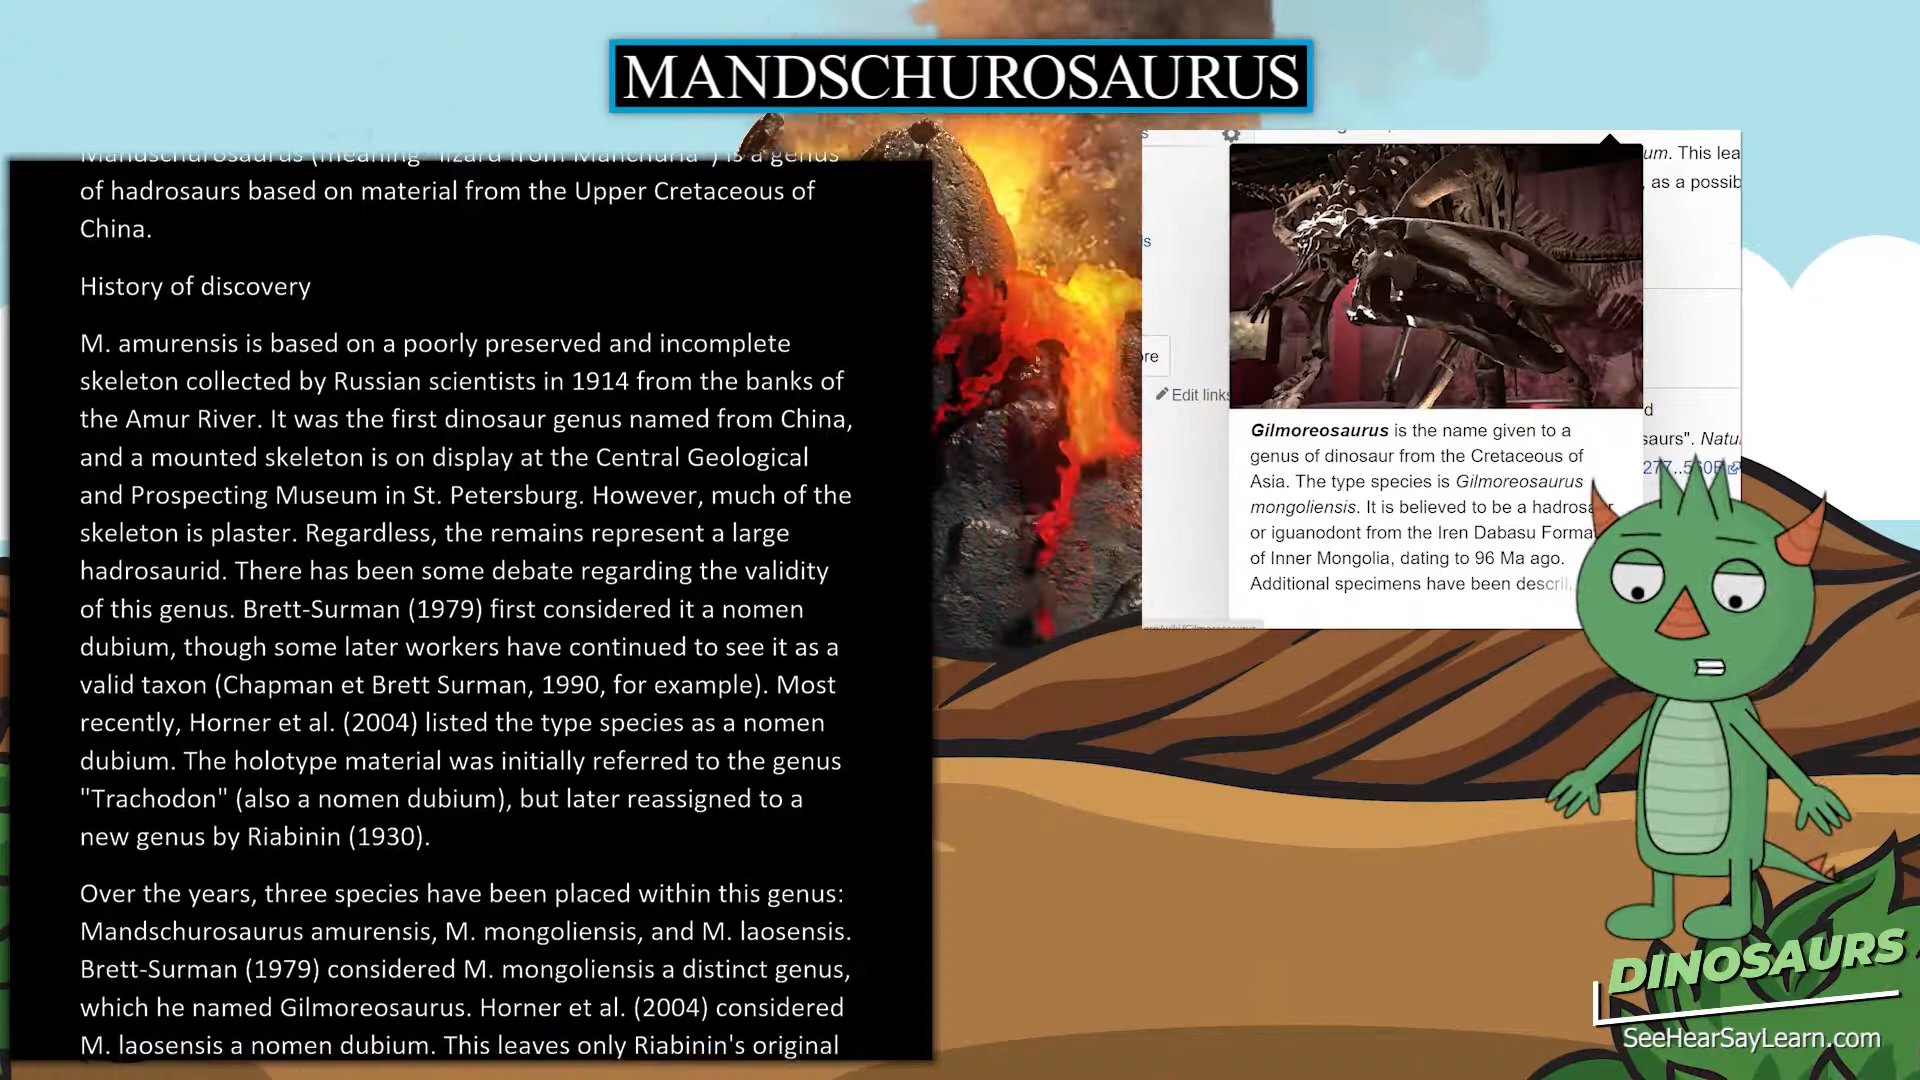 MANDSCHUROSAURUS
Mandschurosaurus (meaning "lizard from Manchuria") is a genus
of hadrosaurs based on material from the Upper Cretaceous of
China.
History of discovery
M. amurensis is based on a poorly preserved and incomplete
skeleton collected by Russian scientists in 1914 from the banks of
the Amur River. It was the first dinosaur genus named from China,
and a mounted skeleton is on display at the Central Geological
and Prospecting Museum in St. Petersburg. However, much of the
skeleton is plaster. Regardless, the remains represent a large
hadrosaurid. There has been some debate regarding the validity
of this genus. Brett-Surman (1979) first considered it a nomen
dubium, though some later workers have continued to see it as a
valid taxon (Chapman et Brett Surman, 1990, for example). Most
recently, Horner et al. (2004) listed the type species as a nomen
dubium. The holotype material was initially referred to the genus
"Trachodon" (also a nomen dubium), but later reassigned to a
new genus by Riabinin (1930).
Over the years, three species have been placed within this genus:
Mandschurosaurus amurensis, M. mongoliensis, and M. laosensis.
Brett-Surman (1979) considered M. mongoliensis a distinct genus,
which he named Gilmoreosaurus. Horner et al. (2004) considered
M. laosensis a nomen dubium. This leaves only Riabinin's original
um. This lea
, as a possib
s
re
Edit links
d
saurs". Natu
Gilmoreosaurus is the name given to a
genus of dinosaur from the Cretaceous of
Asia. The type species is Gilmoreosaurus
mongoliensis. It is believed to be a hadrosaur
or iguanodont from the Iren Dabasu Forma
of Inner Mongolia, dating to 96 Ma ago.
Additional specimens have been descri
DINOSAURS
SeeHearSayLearn.com